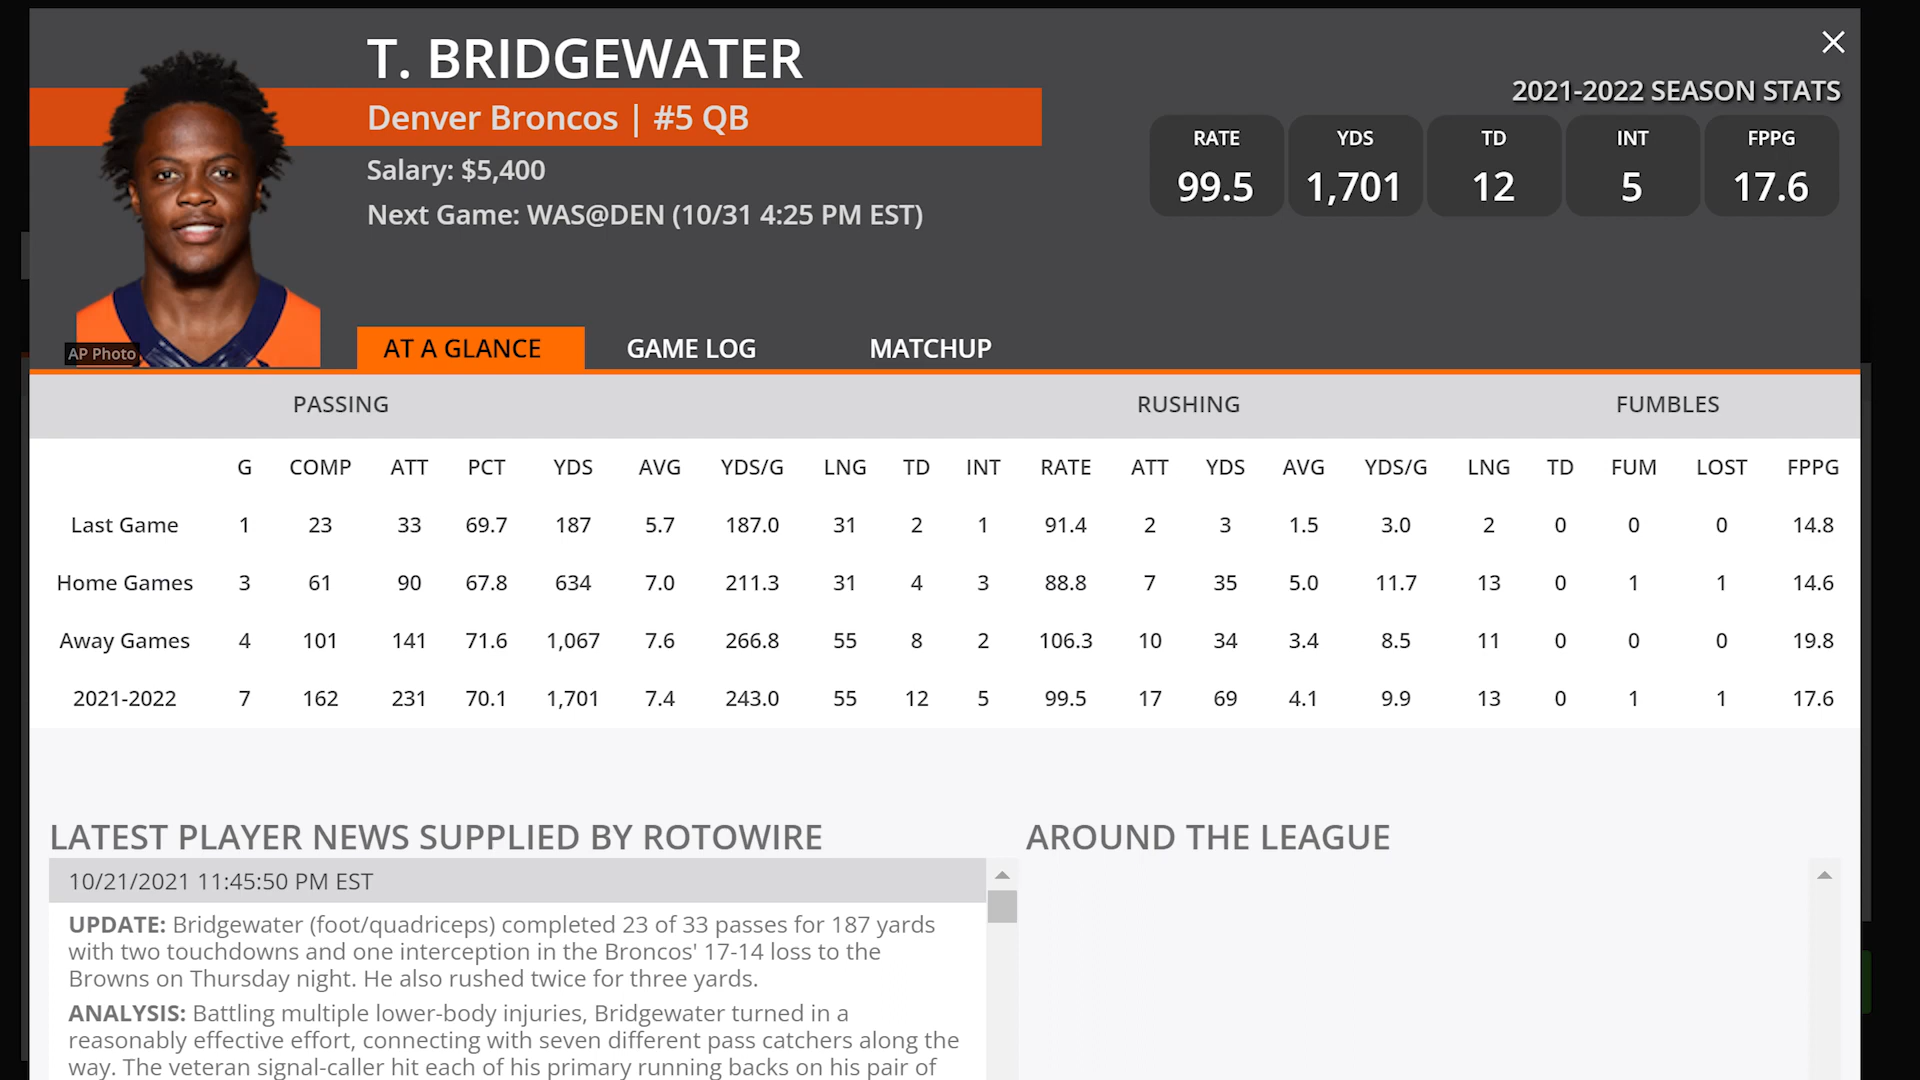 T. BRIDGEWATER
Denver Broncos | #5 QB
Salary: $5,400
Next Game: WAS@DEN (10/31 4:25 PM EST)
2021-2022 SEASON STATS
RATE YDS TD INT FPPG
99.5 1,701 12 5 17.6
AP Photo
AT A GLANCE GAME LOG MATCHUP
PASSING RUSHING FUMBLES
G COMP ATT PCT YDS AVG YDS/G LNG TD INT RATE ATT YDS AVG YDS/G LNG TD FUM LOST FPPG
Last Game 1 23 33 69.7 187 5.7 187.0 31 2 1 91.4 2 3 1.5 3.0 2 0 0 0 14.8
Home Games 3 61 90 67.8 634 7.0 211.3 31 4 3 88.8 7 35 5.0 11.7 13 0 1 1 14.6
Away Games 4 101 141 71.6 1,067 7.6 266.8 55 8 2 106.3 10 34 3.4 8.5 11 0 0 0 19.8
2021-2022 7 162 231 70.1 1,701 7.4 243.0 55 12 5 99.5 17 69 4.1 9.9 13 0 1 1 17.6
LATEST PLAYER NEWS SUPPLIED BY ROTOWIRE
10/21/2021 11:45:50 PM EST
UPDATE: Bridgewater (foot/quadriceps) completed 23 of 33 passes for 187 yards
with two touchdowns and one interception in the Broncos' 17-14 loss to the
Browns on Thursday night. He also rushed twice for three yards.
ANALYSIS: Battling multiple lower-body injuries, Bridgewater turned in a
reasonably effective effort, connecting with seven different pass catchers along the
way. The veteran signal-caller hit each of his primary running backs on his pair of
AROUND THE LEAGUE